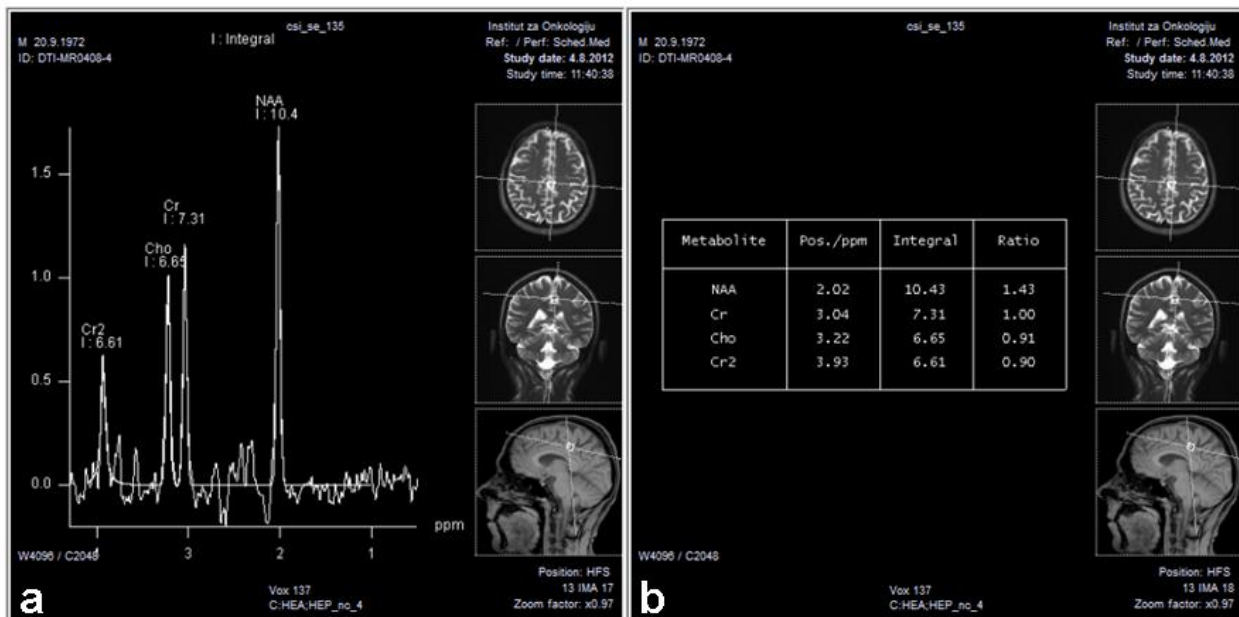 csi_se_135
Institut za Onkologiju
M 20.9.1972
I : Integral
Ref: / Perf: Sched.Med
ID: DTI-MR0408-4
Study date: 4.8.2012
Study time: 11:40:38
NAA
I : 10.4
1.5
Cr
I : 7.31
Cho
I : 6.65
1.0
Cr2
I : 6.61
0.5
0.0
ppm
4 3 2 1
W4096 / C2048
Position: HFS
a
Vox 137
13 IMA 17
C:HEA;HEP_nc_4
Zoom factor: x0.97
csi_se_135
Institut za Onkologiju
M 20.9.1972
Ref: / Perf: Sched.Med
ID: DTI-MR0408-4
Study date: 4.8.2012
Study time: 11:40:38
Metabolite Pos./ppm Integral Ratio
NAA 2.02 10.43 1.43
Cr 3.04 7.31 1.00
Cho 3.22 6.65 0.91
Cr2 3.93 6.61 0.90
W4096 / C2048
Position: HFS
b
Vox 137
13 IMA 18
C:HEA;HEP_nc_4
Zoom factor: x0.97